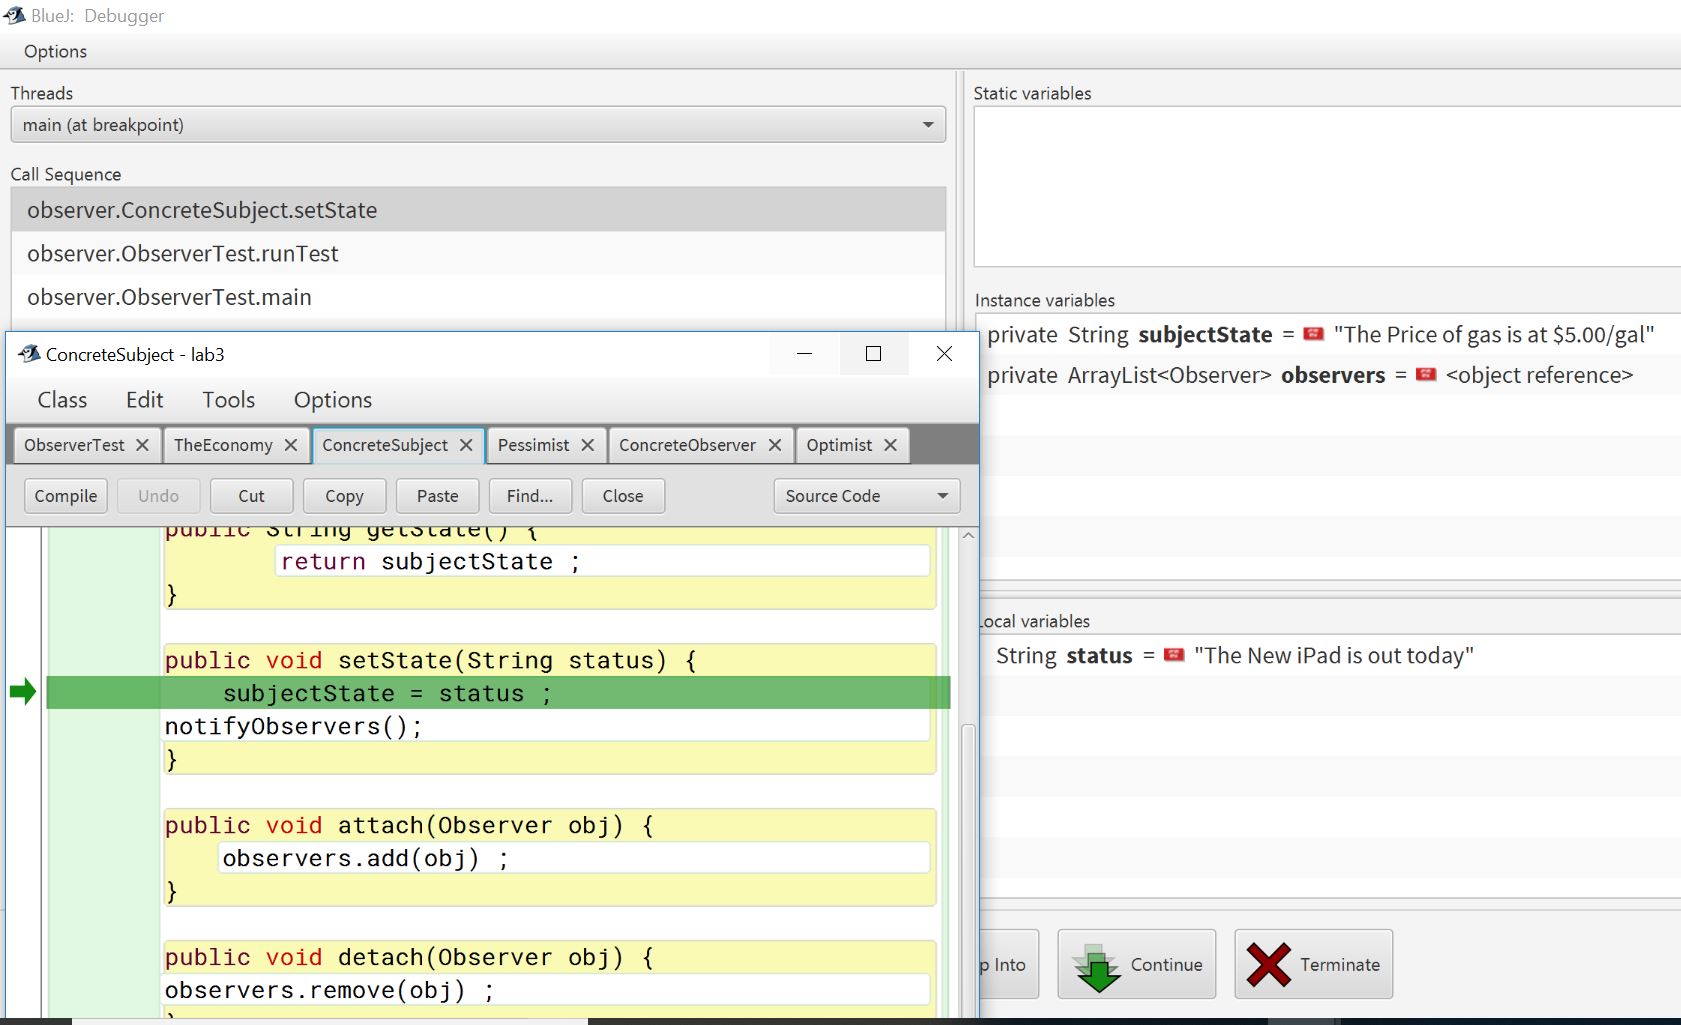 BlueJ: Debugger
Options
Threads
main (at breakpoint)
Call Sequence
observer.ConcreteSubject.setState
observer.ObserverTest.runTest
observer.ObserverTest.main
Static variables
Instance variables
private String subjectState = "The Price of gas is at $5.00/gal"
private ArrayList<Observer> observers = <object reference>
Local variables
String status = "The New iPad is out today"
p Into
Continue
Terminate
ConcreteSubject - lab3
Class Edit Tools Options
ObserverTest TheEconomy ConcreteSubject Pessimist ConcreteObserver Optimist
Compile Undo Cut Copy Paste Find... Close Source Code
public String getState() {
return subjectState ;
}
public void setState(String status) {
subjectState = status ;
notifyObservers();
}
public void attach(Observer obj) {
observers.add(obj) ;
}
public void detach(Observer obj) {
observers.remove(obj) ;
}